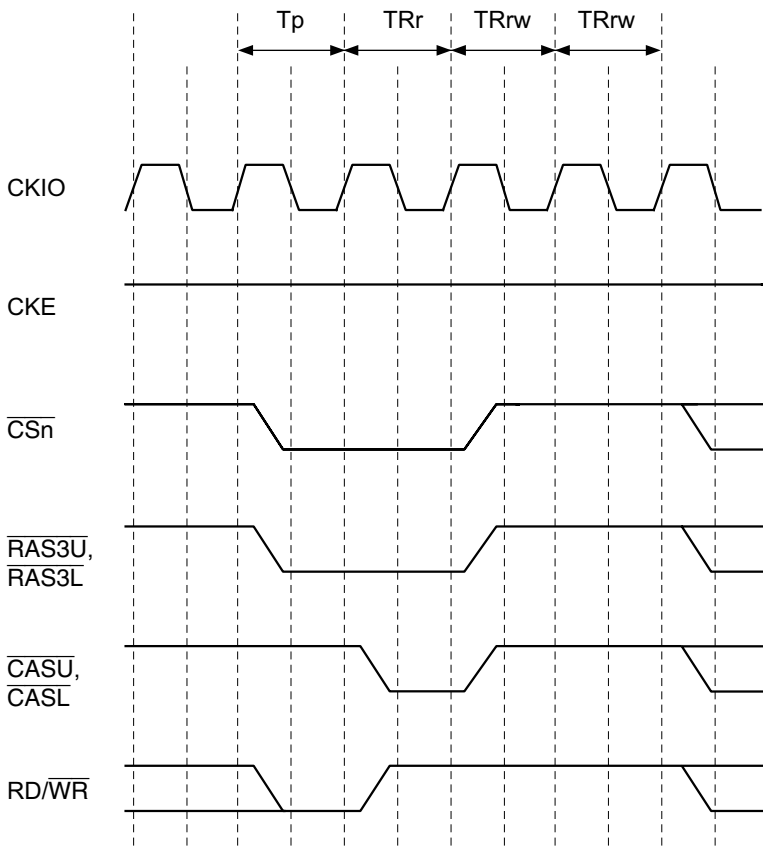 Tp TRr TRrw TRrw
CKIO
CKE
CSn
RAS3U,
RAS3L
CASU,
CASL
RD/WR